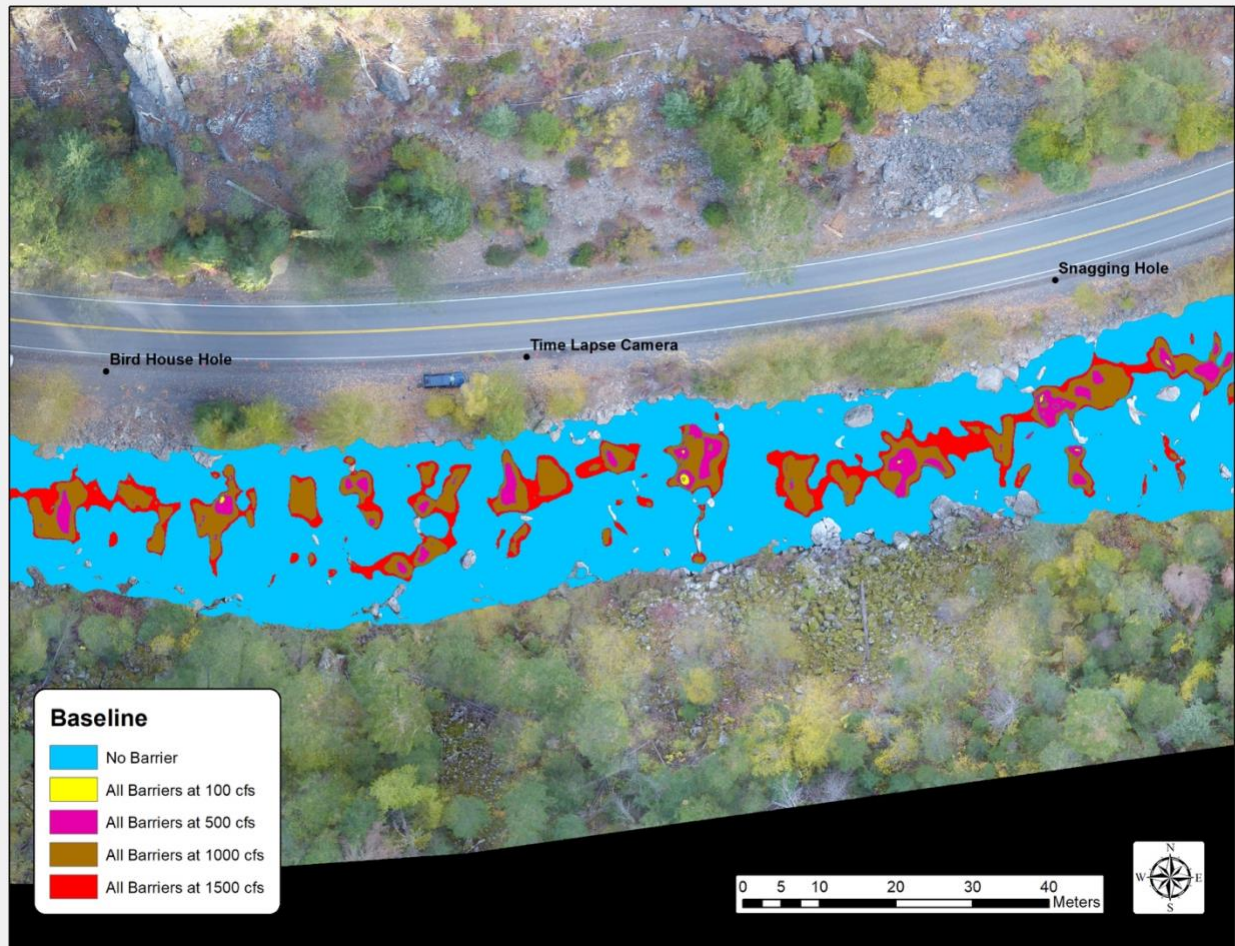 Snagging Hole
Time Lapse Camera
Bird House Hole
Baseline
No Barrier
All Barriers at 100 cfs
All Barriers at 500 cfs
All Barriers at 1000 cfs
All Barriers at 1500 cfs
0 5 10 20 30 40
Meters
N
W E
S